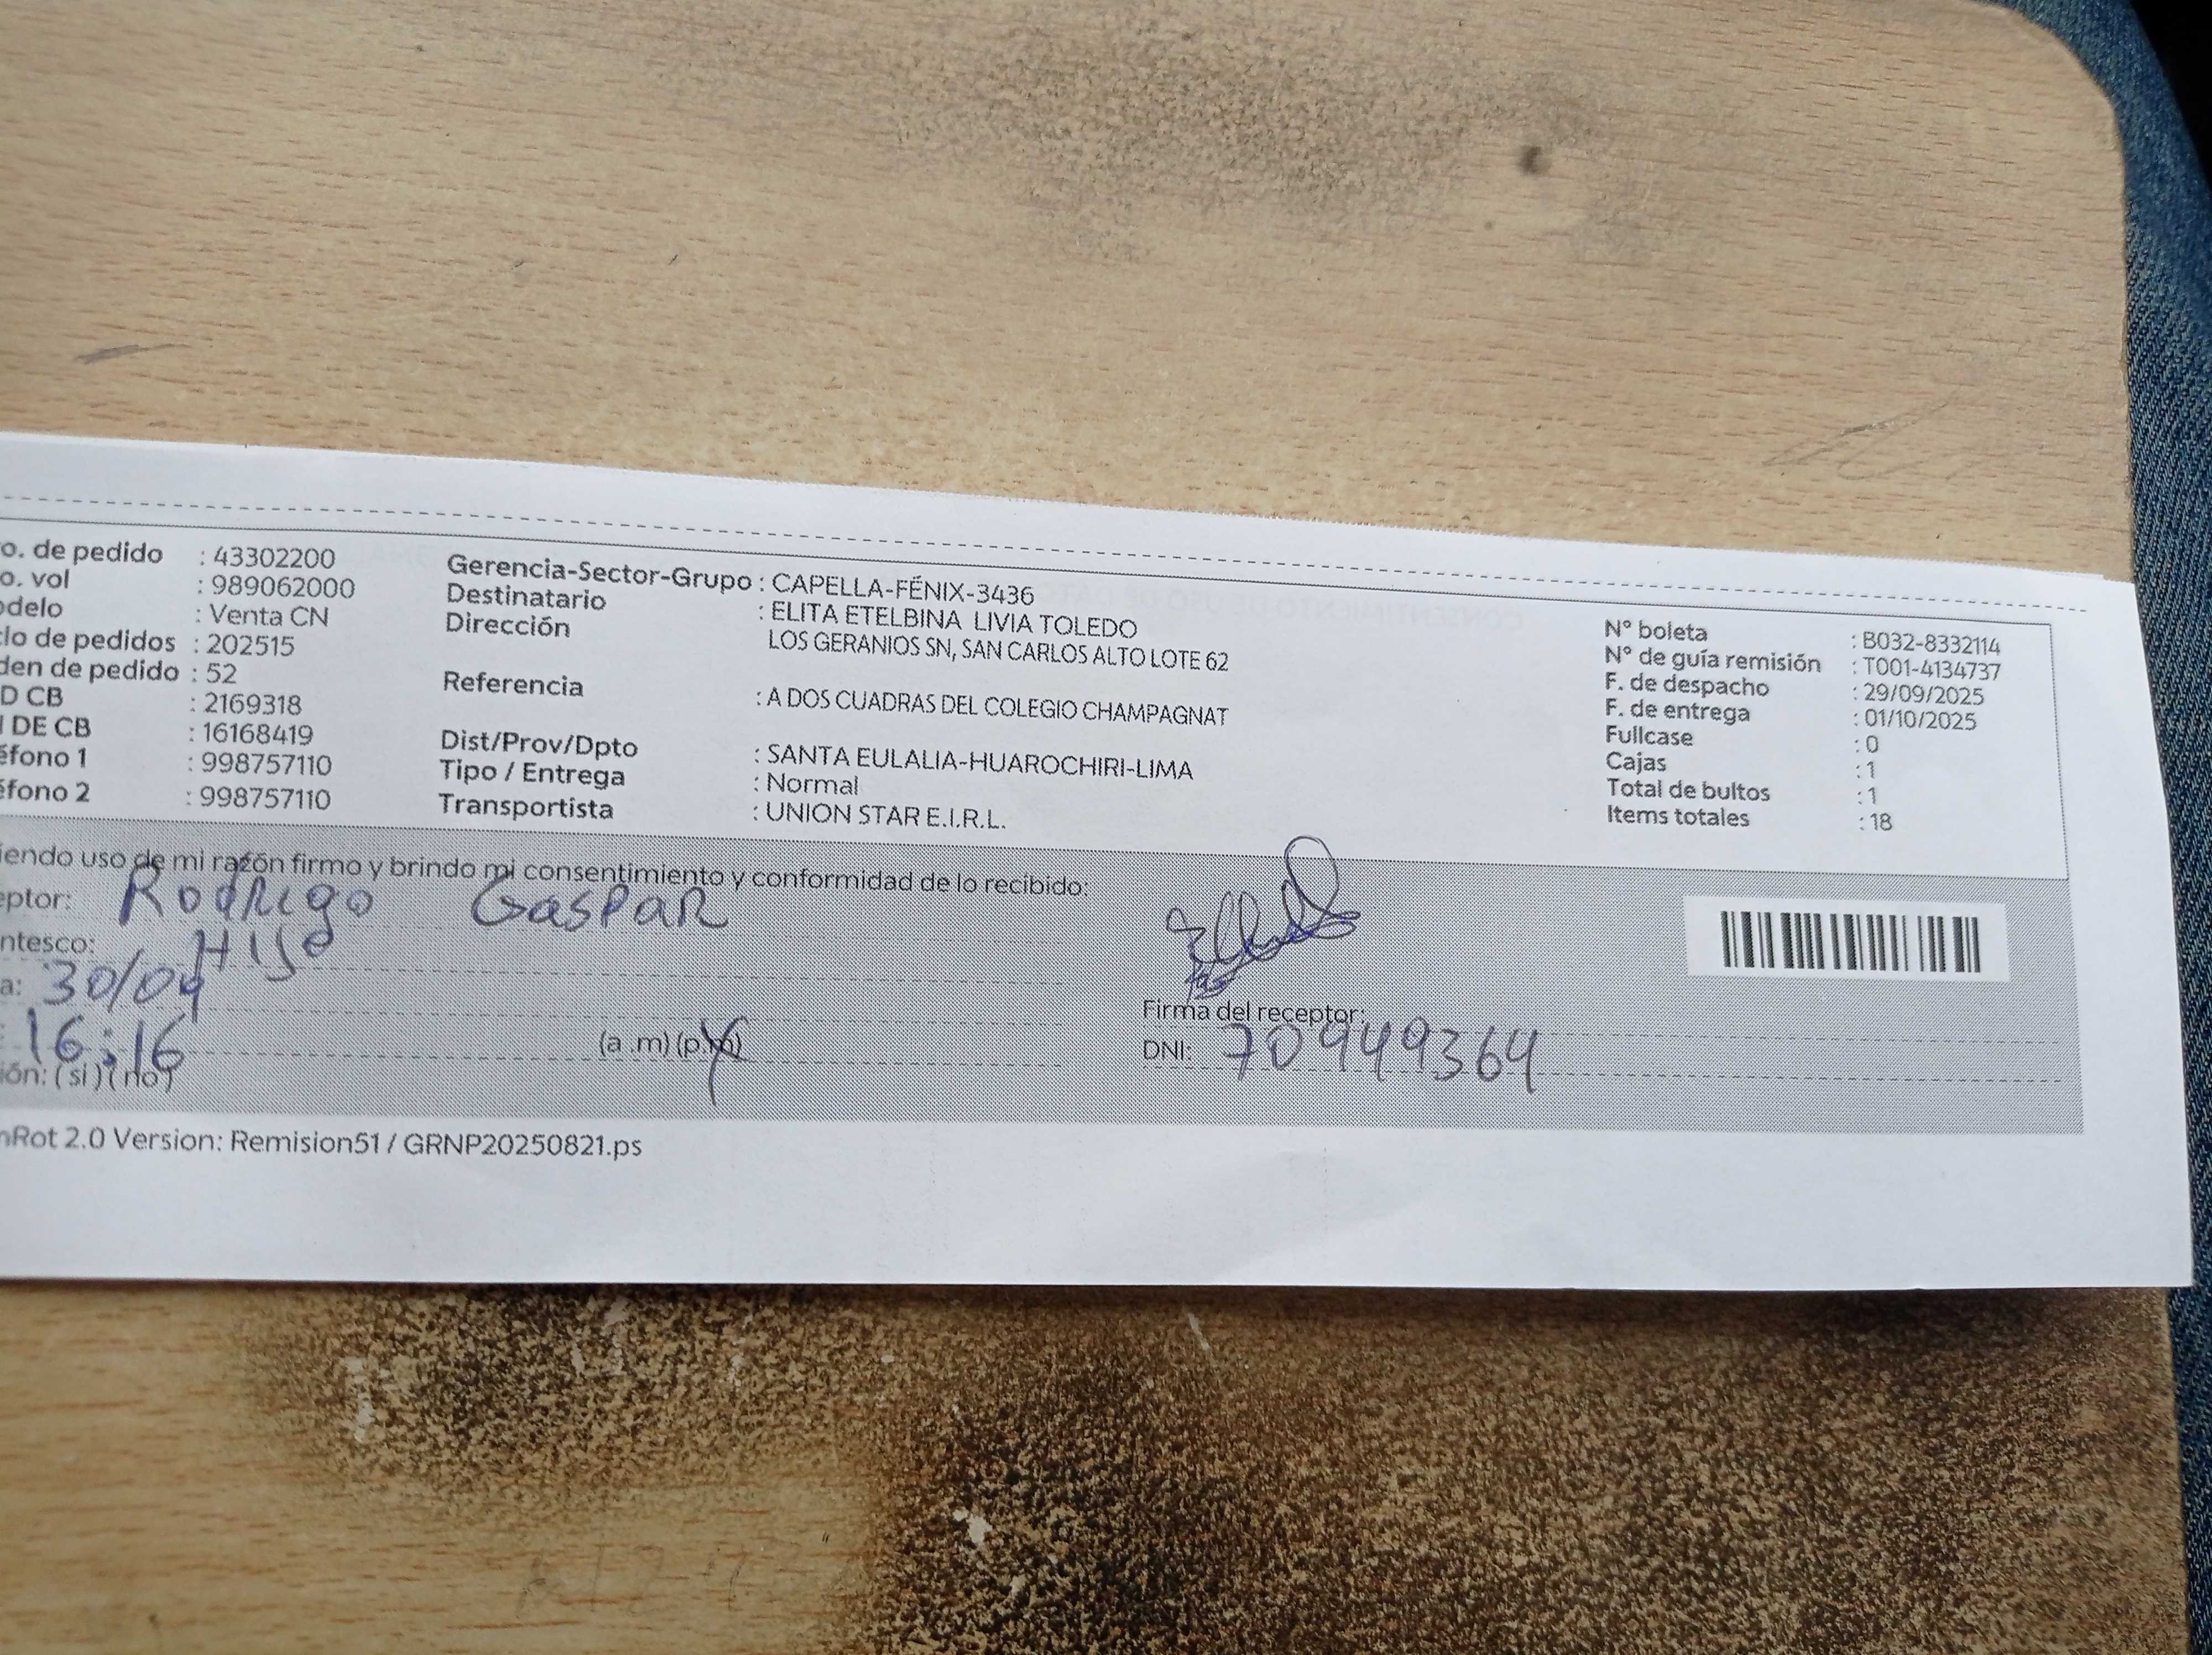 o. de pedido : 43302200
o. vol : 989062000
delo : Venta CN
lo de pedidos : 202515
den de pedido : 52
D CB : 2169318
I DE CB : 16168419
éfono 1 : 998757110
éfono 2 : 998757110
Gerencia-Sector-Grupo : CAPELLA-FÉNIX-3436
Destinatario : ELITA ETELBINA LIVIA TOLEDO
Dirección LOS GERANIOS SN, SAN CARLOS ALTO LOTE 62
Referencia : A DOS CUADRAS DEL COLEGIO CHAMPAGNAT
Dist/Prov/Dpto : SANTA EULALIA-HUAROCHIRI-LIMA
Tipo / Entrega : Normal
Transportista : UNION STAR E.I.R.L.
N° boleta : B032-8332114
N° de guía remisión : T001-4134737
F. de despacho : 29/09/2025
F. de entrega : 01/10/2025
Fullcase : 0
Cajas : 1
Total de bultos : 1
Items totales : 18
iendo uso de mi razón firmo y brindo mi consentimiento y conformidad de lo recibido:
eptor: Rodrigo Gaspar
ntesco: Hijo
a: 30/09
: 16:16 (a .m) (p.m)
ión: ( si ) ( no )
Firma del receptor:
DNI: 70949364
nRot 2.0 Version: Remision51 / GRNP20250821.ps